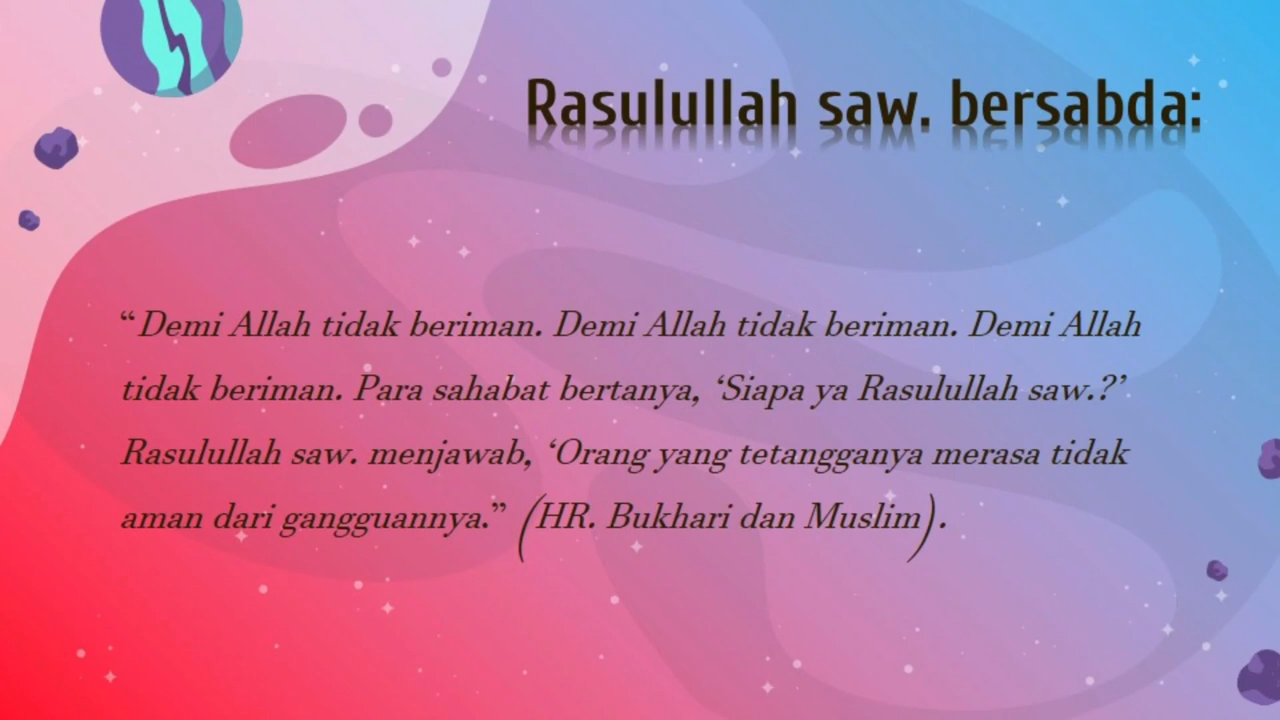 Rasulullah saw. bersabda:
“Demi Allah tidak beriman. Demi Allah tidak beriman. Demi Allah
tidak beriman. Para sahabat bertanya, ‘Siapa ya Rasulullah saw.?’
Rasulullah saw. menjawab, ‘Orang yang tetangganya merasa tidak
aman dari gangguannya.” (HR. Bukhari dan Muslim).